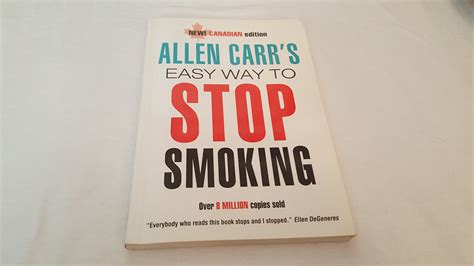 NEW! CANADIAN edition
ALLEN CARR'S
EASY WAY TO
STOP
SMOKING
Over 8 MILLION copies sold
"Everybody who reads this book stops and I stopped." Ellen DeGeneres